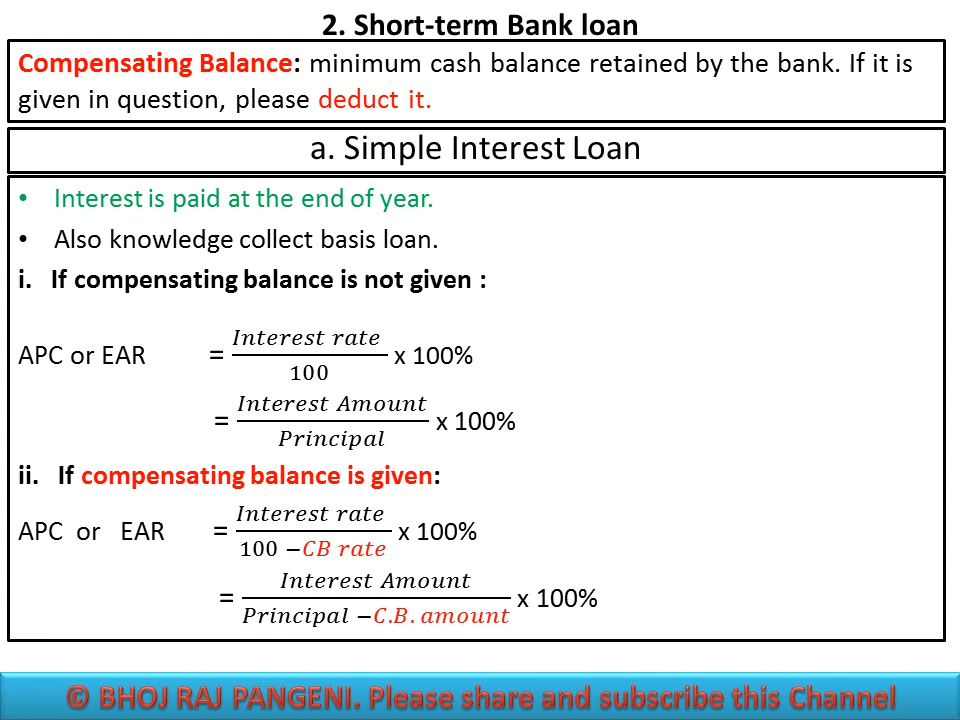 2. Short-term Bank loan
Compensating Balance: minimum cash balance retained by the bank. If it is
given in question, please deduct it.
a. Simple Interest Loan
• Interest is paid at the end of year.
• Also knowledge collect basis loan.
i. If compensating balance is not given :
APC or EAR = Interest rate / 100 x 100%
= Interest Amount / Principal x 100%
ii. If compensating balance is given:
APC or EAR = Interest rate / 100 −CB rate x 100%
= Interest Amount / Principal −C.B. amount x 100%
© BHOJ RAJ PANGENI. Please share and subscribe this Channel